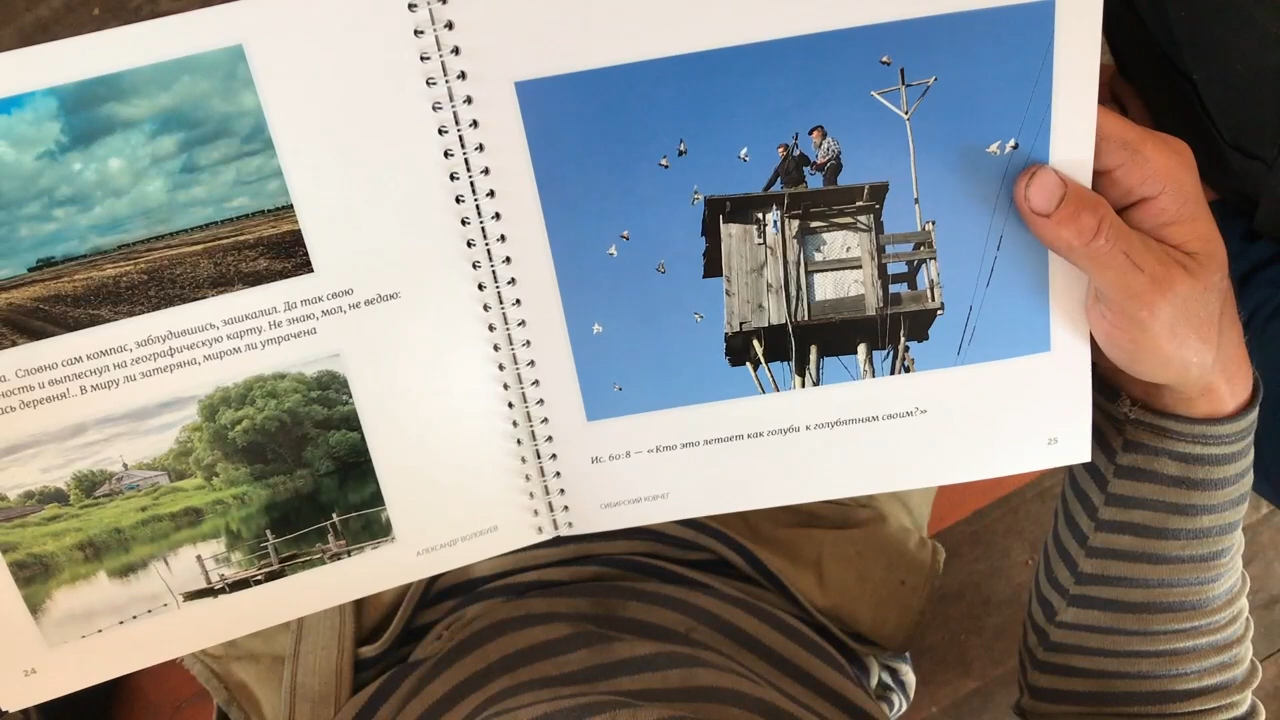 а. Словно сам компас, заблудившись, зашкалил. Да так свою
ность и выплеснул на географическую карту. Не знаю, мол, не ведаю:
ась деревня!.. В миру ли затеряна, миром ли утрачена
24
АЛЕКСАНДР ВОЛОБУЕВ
Ис. 60:8 — «Кто это летает как голуби к голубятням своим?»
СИБИРСКИЙ КОВЧЕГ
25